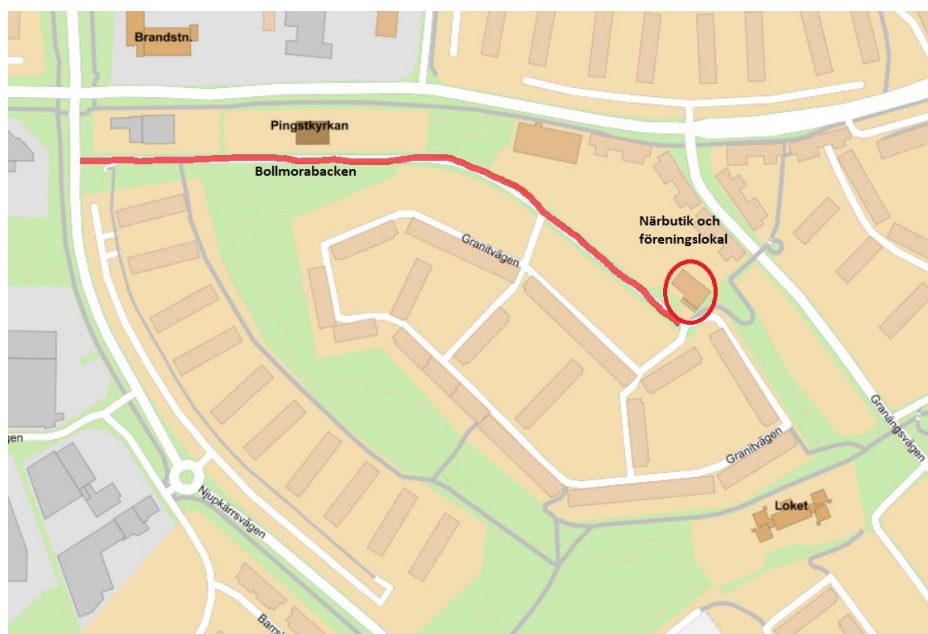 Brandstn.
Pingstkyrkan
Bollmorabacken
Närbutik och
föreningslokal
Granitvägen
Granängsvägen
Granitvägen
Loket
Njupkärrsvägen